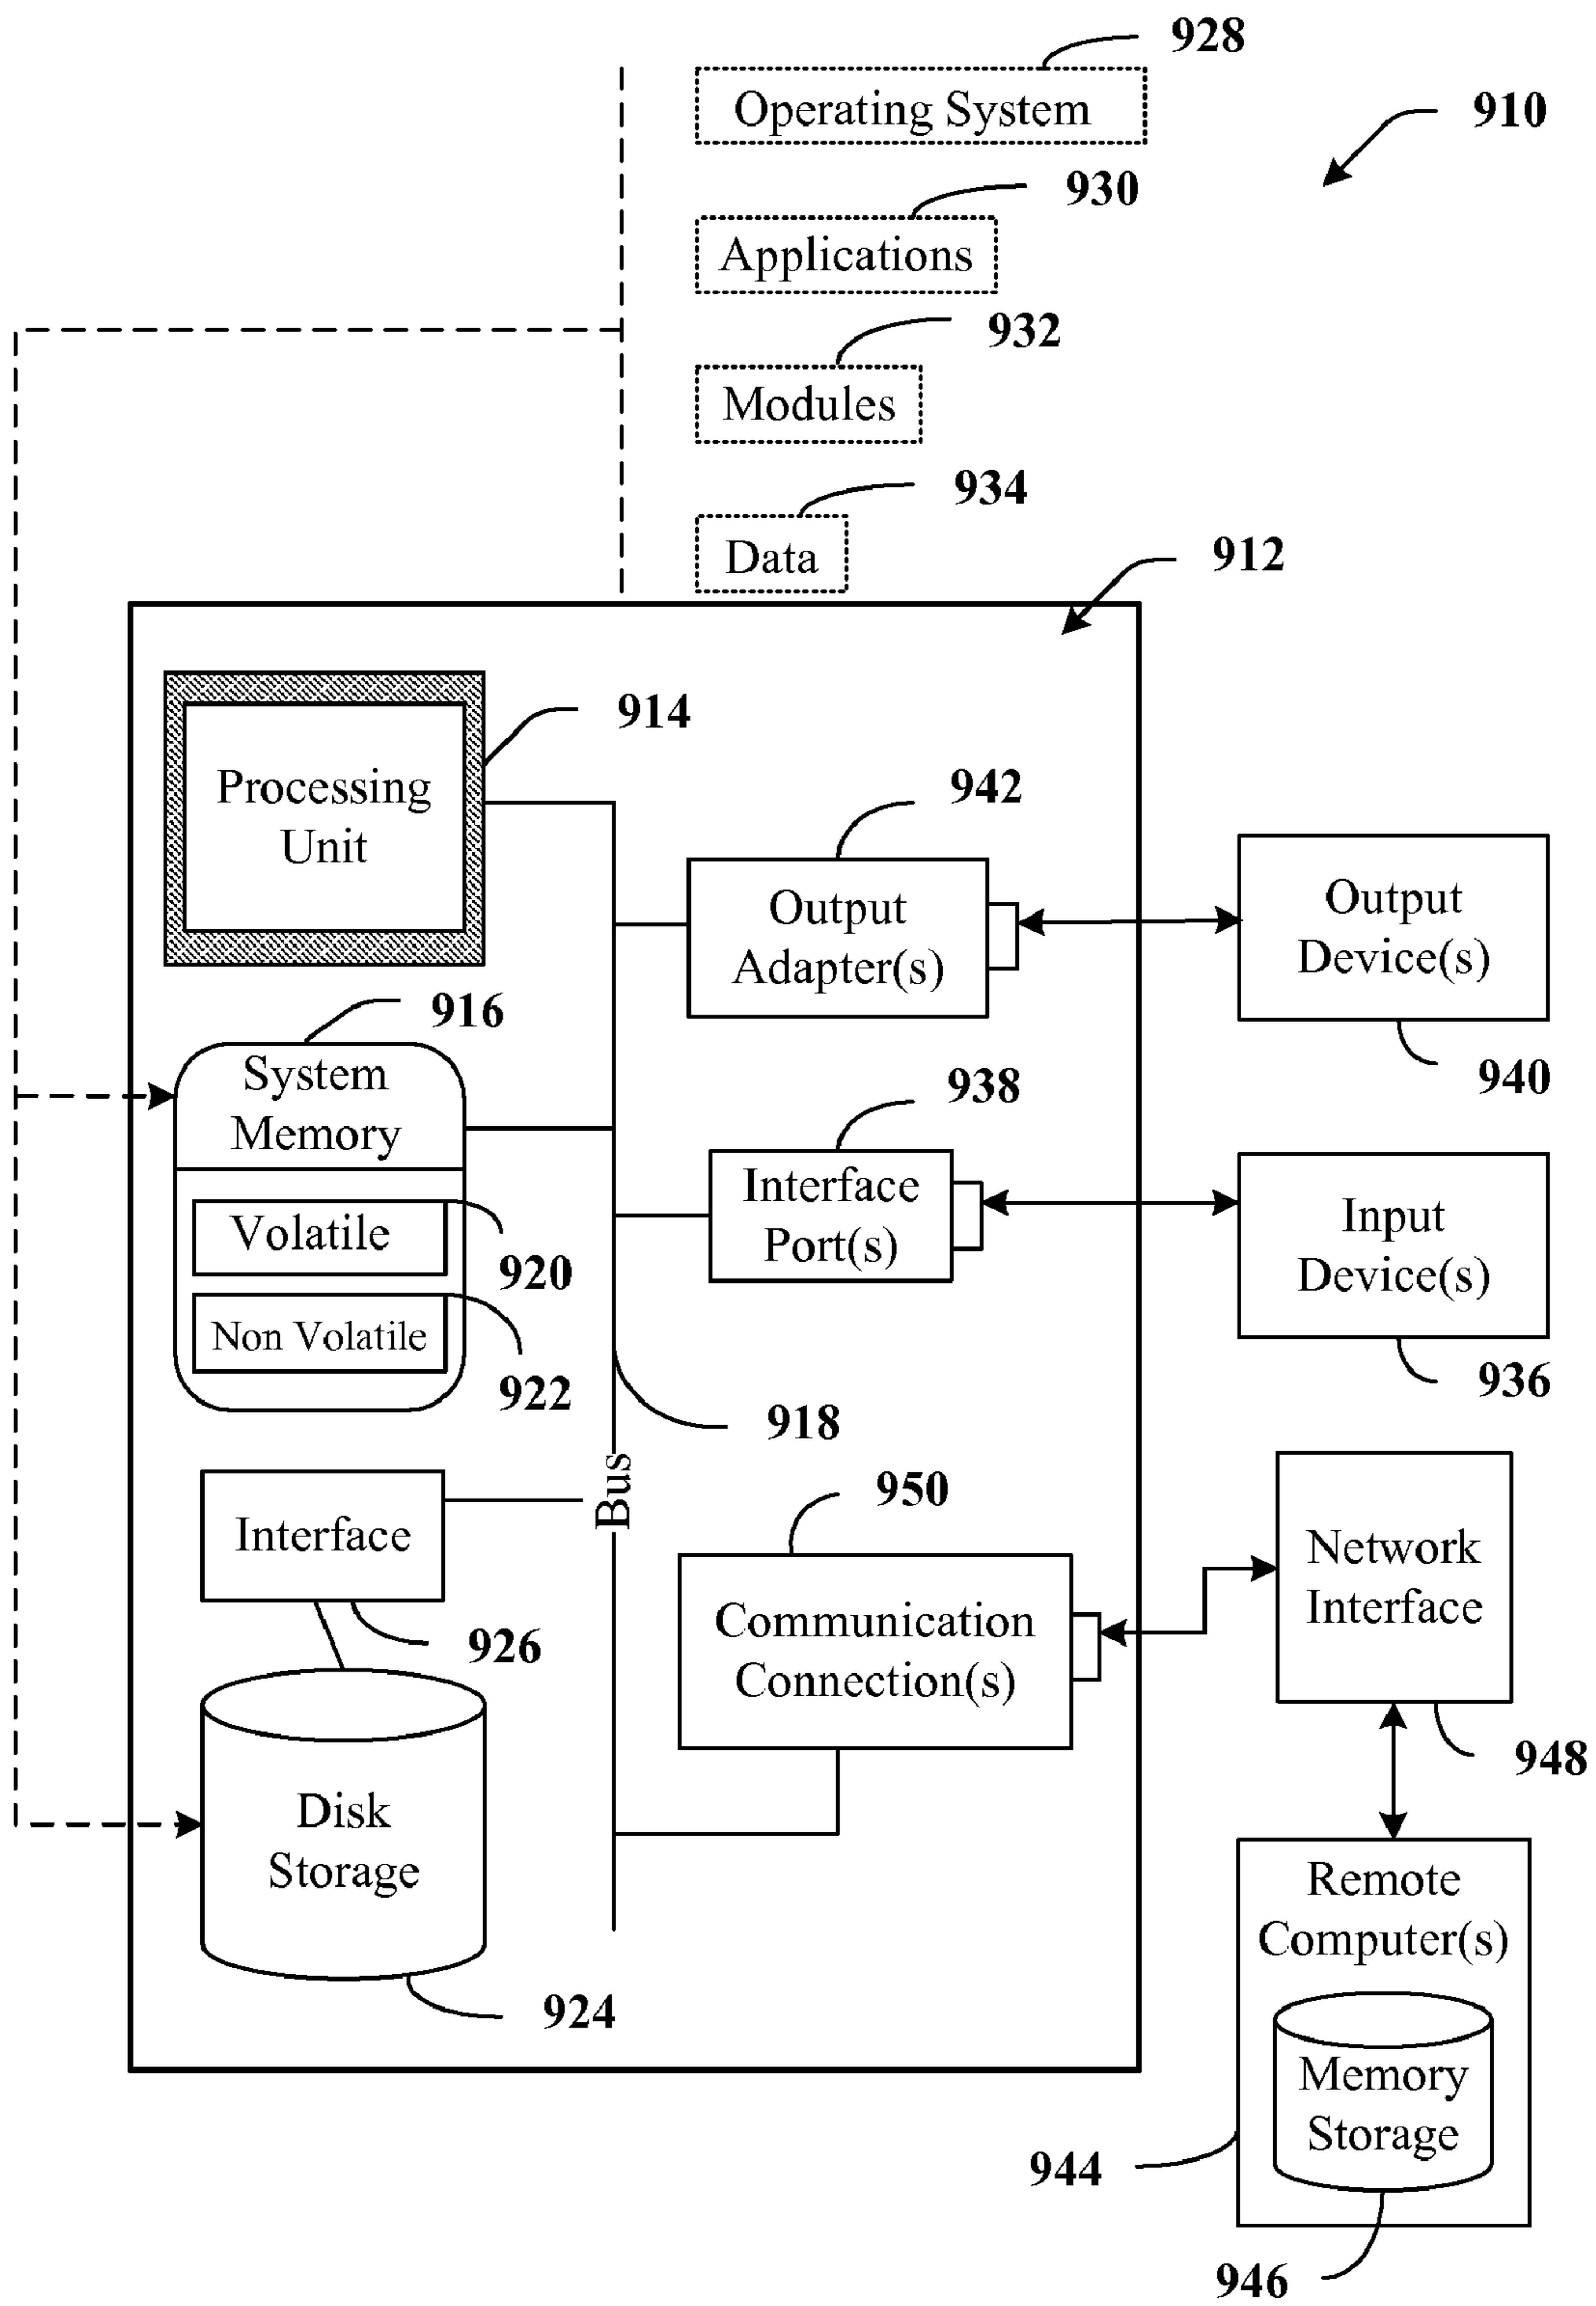 928
Operating System
910
930
Applications
932
Modules
934
Data
912
914
Processing
Unit
942
Output
Adapter(s)
Output
Device(s)
940
916
System
Memory
938
Interface
Port(s)
Input
Device(s)
936
Volatile
920
Non Volatile
922
918
Bus
950
Interface
926
Communication
Connection(s)
Network
Interface
948
Disk
Storage
924
Remote
Computer(s)
Memory
Storage
944
946